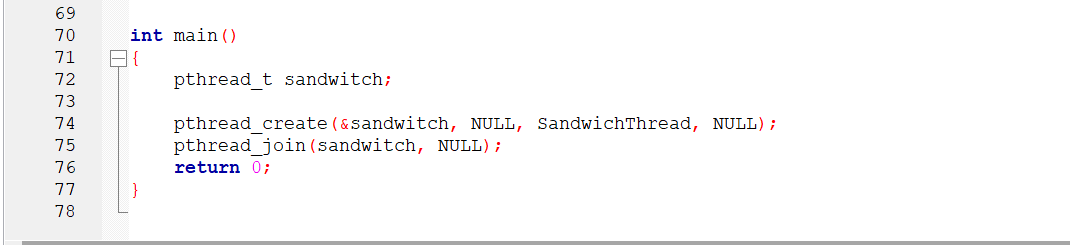 69
70 int main()
71 {
72 pthread_t sandwitch;
73
74 pthread_create(&sandwitch, NULL, SandwichThread, NULL);
75 pthread_join(sandwitch, NULL);
76 return 0;
77 }
78